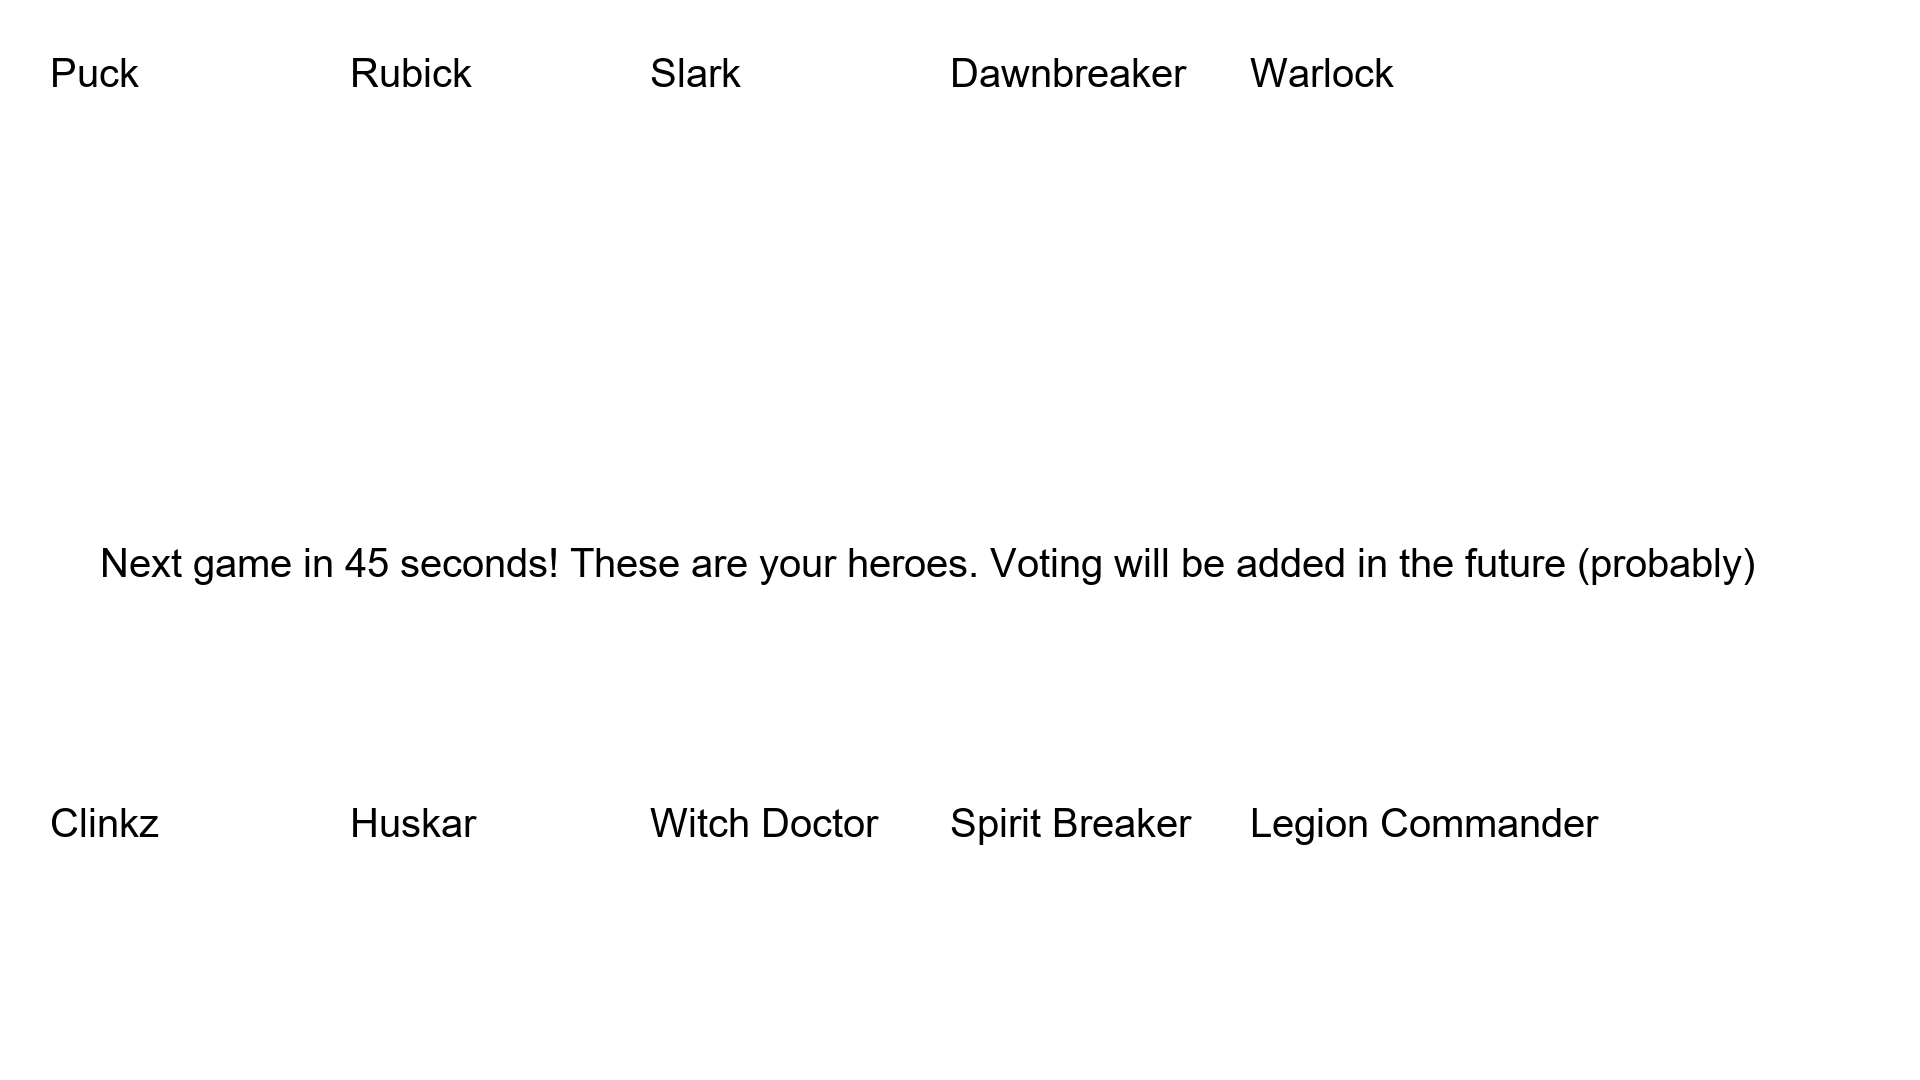 Puck Rubick Slark Dawnbreaker Warlock
Next game in 45 seconds! These are your heroes. Voting will be added in the future (probably)
Clinkz Huskar Witch Doctor Spirit Breaker Legion Commander